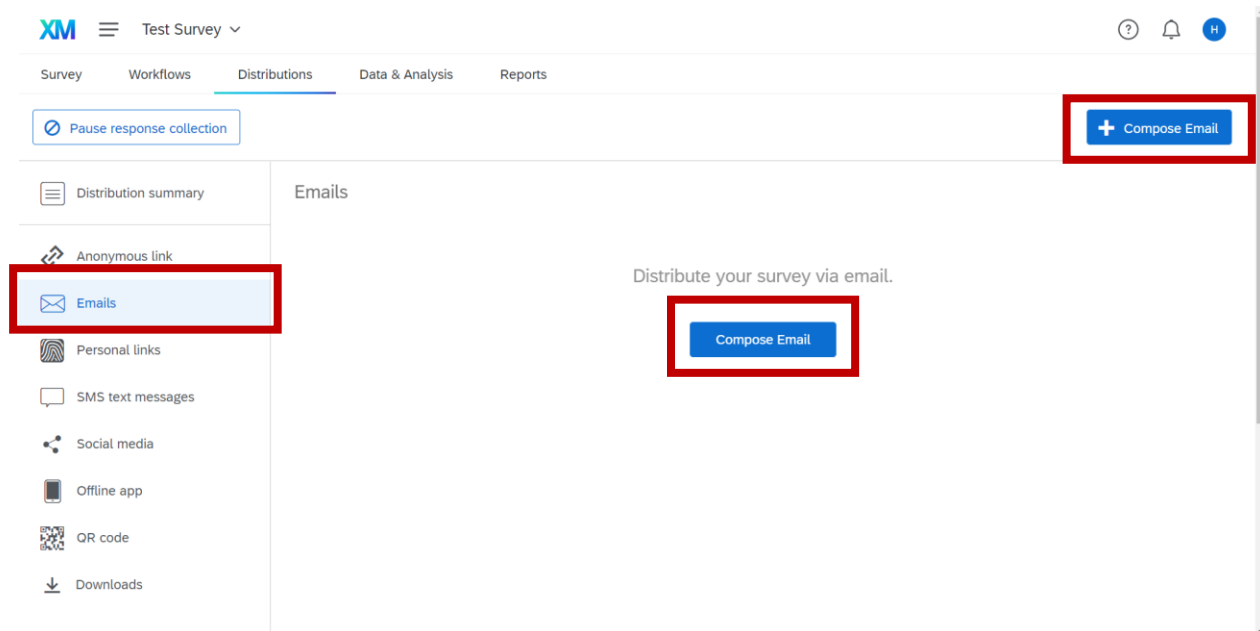 XM Test Survey H
Survey Workflows Distributions Data & Analysis Reports
Pause response collection
Compose Email
Distribution summary
Emails
Anonymous link
Distribute your survey via email.
Emails
Compose Email
Personal links
SMS text messages
Social media
Offline app
QR code
Downloads